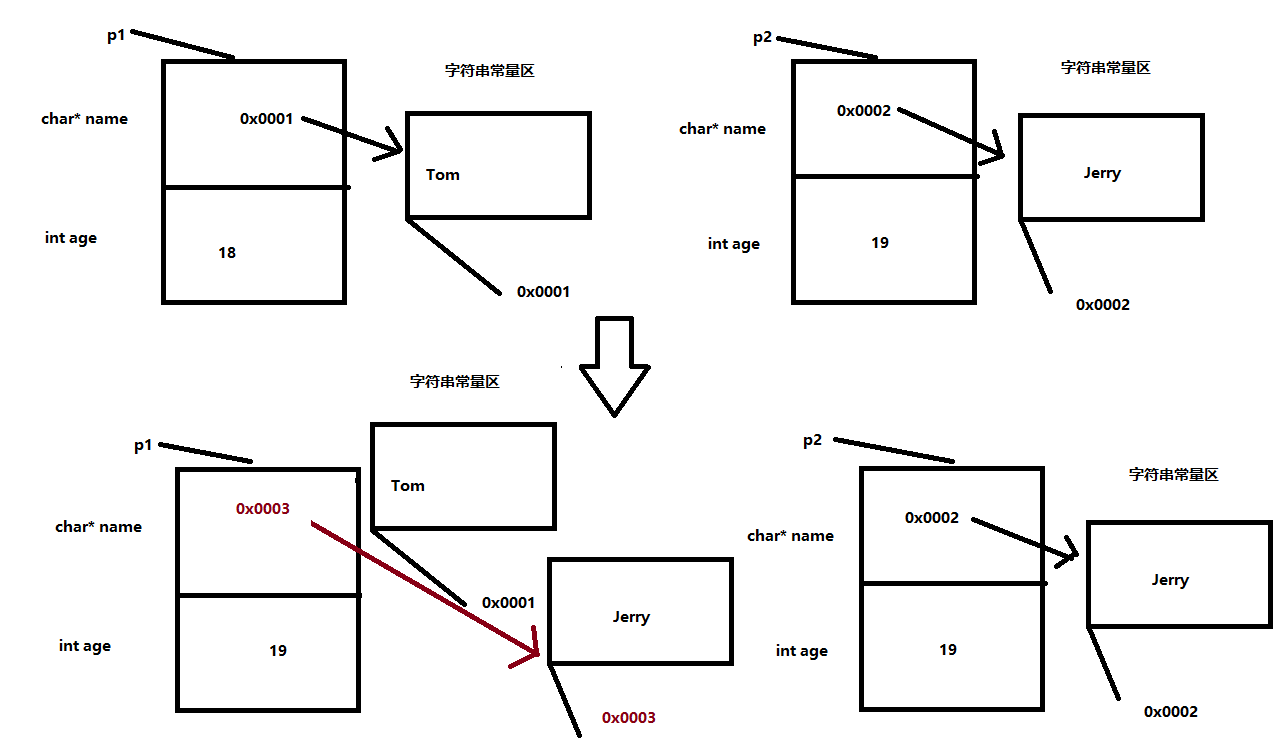 p1
字符串常量区
char* name
0x0001
Tom
int age
18
0x0001
p2
字符串常量区
char* name
0x0002
Jerry
int age
19
0x0002
字符串常量区
p1
Tom
0x0003
char* name
0x0001
Jerry
int age
19
0x0003
p2
字符串常量区
0x0002
char* name
Jerry
int age
19
0x0002